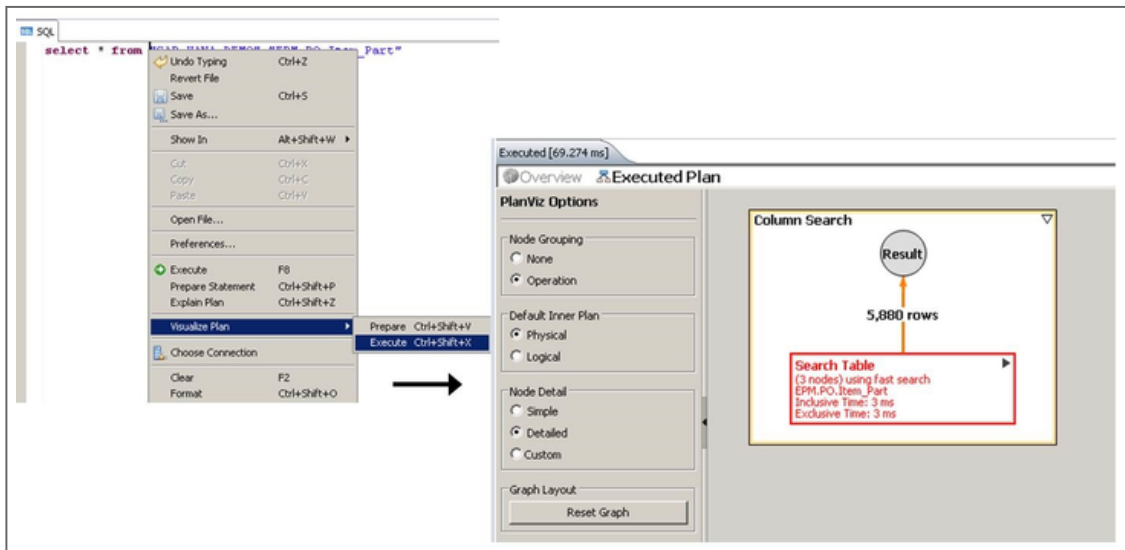 SQL
select * from "SAP_HANA_DEMO"."EPM.PO.Item_Part"
Undo Typing Ctrl+Z
Revert File
Save Ctrl+S
Save As...
Show In Alt+Shift+W
Cut Ctrl+X
Copy Ctrl+C
Paste Ctrl+V
Open File...
Preferences...
Execute F8
Prepare Statement Ctrl+Shift+P
Explain Plan Ctrl+Shift+Z
Visualize Plan
Prepare Ctrl+Shift+V
Execute Ctrl+Shift+X
Choose Connection
Clear F2
Format Ctrl+Shift+O
Executed [69.274 ms]
Overview Executed Plan
PlanViz Options
Node Grouping
None
Operation
Default Inner Plan
Physical
Logical
Node Detail
Simple
Detailed
Custom
Graph Layout
Reset Graph
Column Search
Result
5,880 rows
Search Table
(3 nodes) using fast search
EPM.PO.Item_Part
Inclusive Time: 3 ms
Exclusive Time: 3 ms